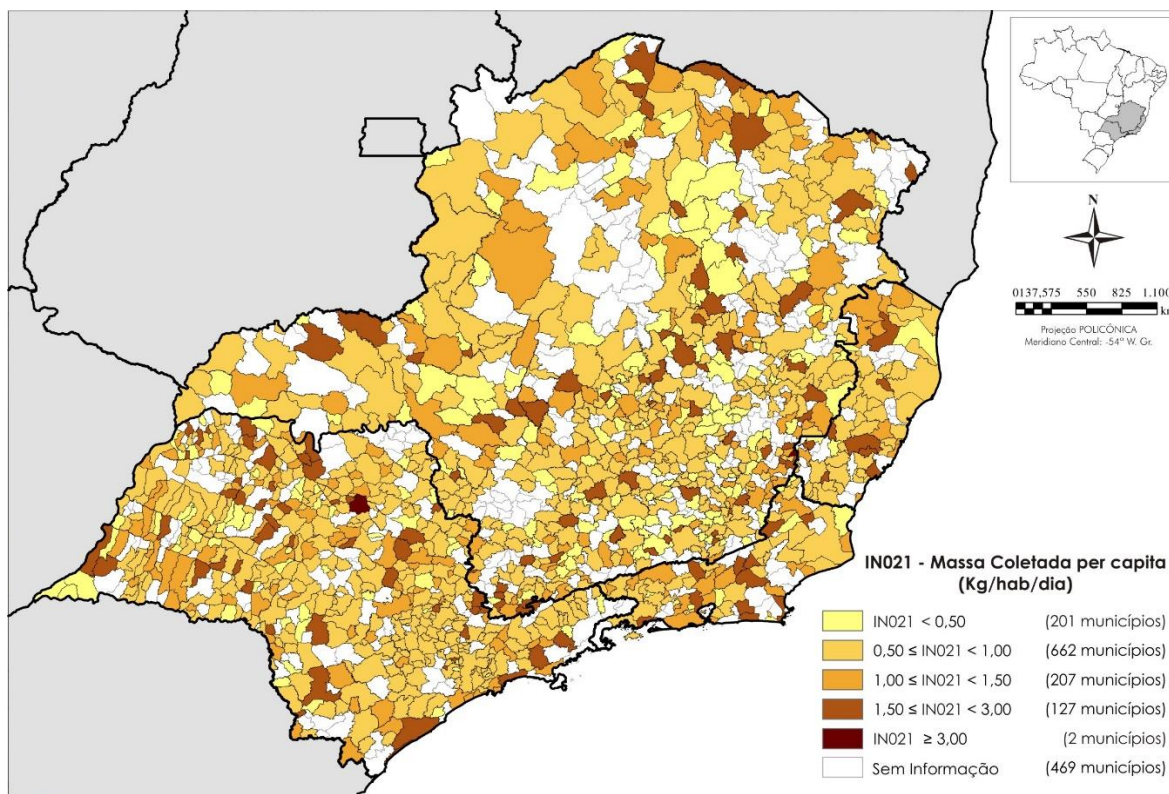 N
0137,575 550 825 1.100
km
Projeção POLICÔNICA
Meridiano Central: -54º W. Gr.
IN021 - Massa Coletada per capita
(Kg/hab/dia)
IN021 < 0,50 (201 municípios)
0,50 ≤ IN021 < 1,00 (662 municípios)
1,00 ≤ IN021 < 1,50 (207 municípios)
1,50 ≤ IN021 < 3,00 (127 municípios)
IN021 ≥ 3,00 (2 municípios)
Sem Informação (469 municípios)